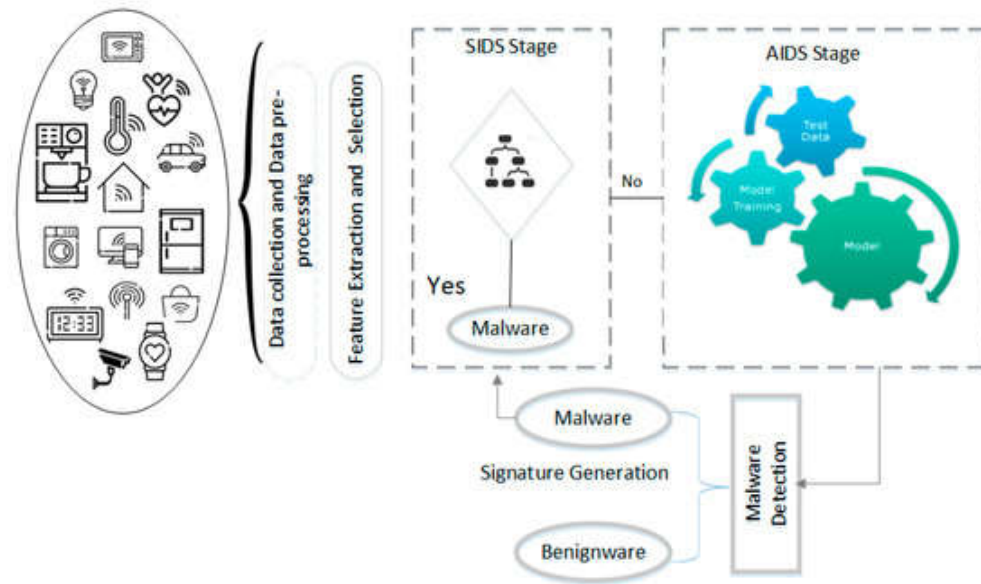 12:33
Data collection and Data pre-
processing
Feature Extraction and Selection
SIDS Stage
Yes
Malware
No
AIDS Stage
Test
Data
Model
Training
Model
Malware
Signature Generation
Benignware
Malware
Detection